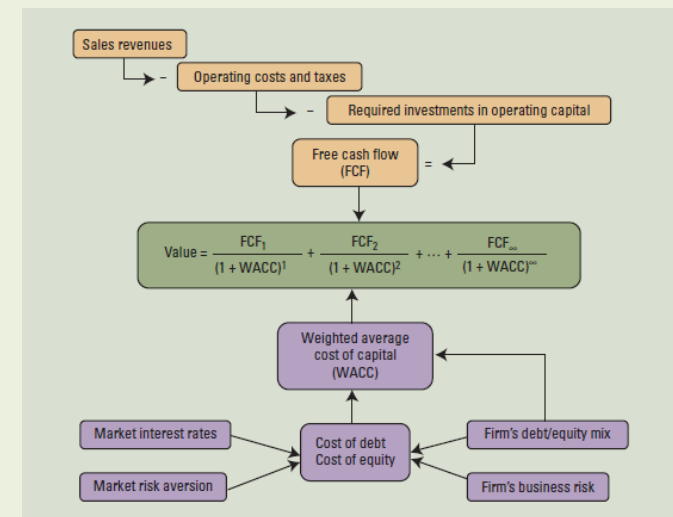 Sales revenues
– Operating costs and taxes
– Required investments in operating capital
Free cash flow
(FCF)
=
Value = FCF₁/(1 + WACC)¹ + FCF₂/(1 + WACC)² + ⋯ + FCF∞/(1 + WACC)^∞
Weighted average
cost of capital
(WACC)
Market interest rates
Cost of debt
Cost of equity
Firm's debt/equity mix
Market risk aversion
Firm's business risk